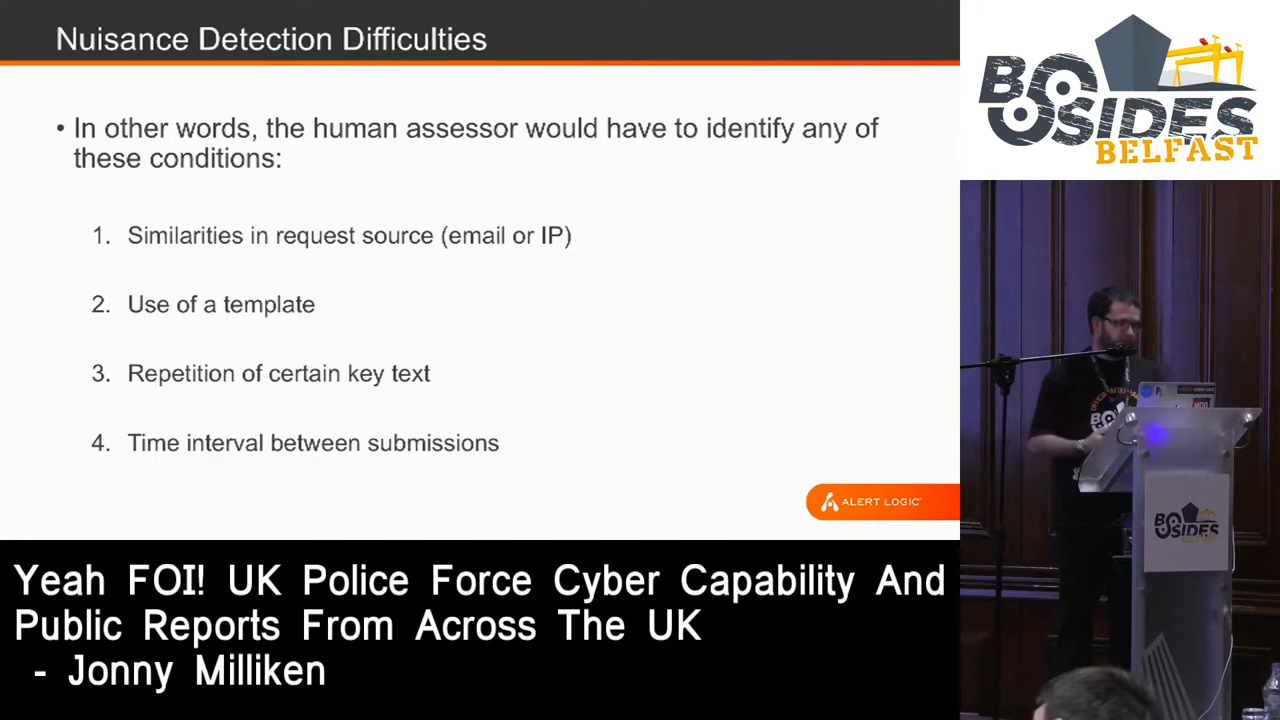 Nuisance Detection Difficulties
• In other words, the human assessor would have to identify any of
these conditions:
1. Similarities in request source (email or IP)
2. Use of a template
3. Repetition of certain key text
4. Time interval between submissions
ALERT LOGIC
BSIDES
BELFAST
BSIDES
BELFAST
Yeah FOI! UK Police Force Cyber Capability And
Public Reports From Across The UK
- Jonny Milliken